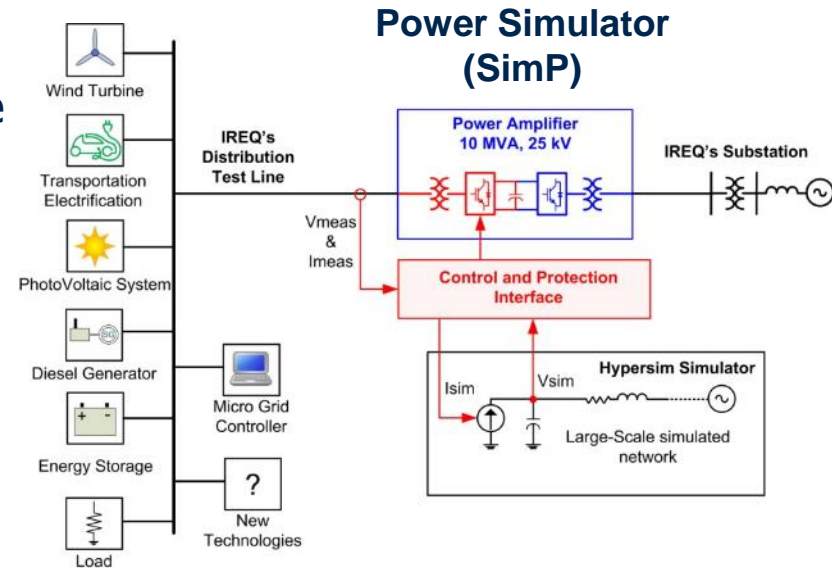 Power Simulator
(SimP)
e
Wind Turbine
Transportation
Electrification
PhotoVoltaic System
SG
Diesel Generator
+ -
Energy Storage
Load
IREQ's
Distribution
Test Line
Micro Grid
Controller
?
New
Technologies
Vmeas
&
Imeas
Power Amplifier
10 MVA, 25 kV
IREQ's Substation
Control and Protection
Interface
Hypersim Simulator
Isim
Vsim
Large-Scale simulated
network